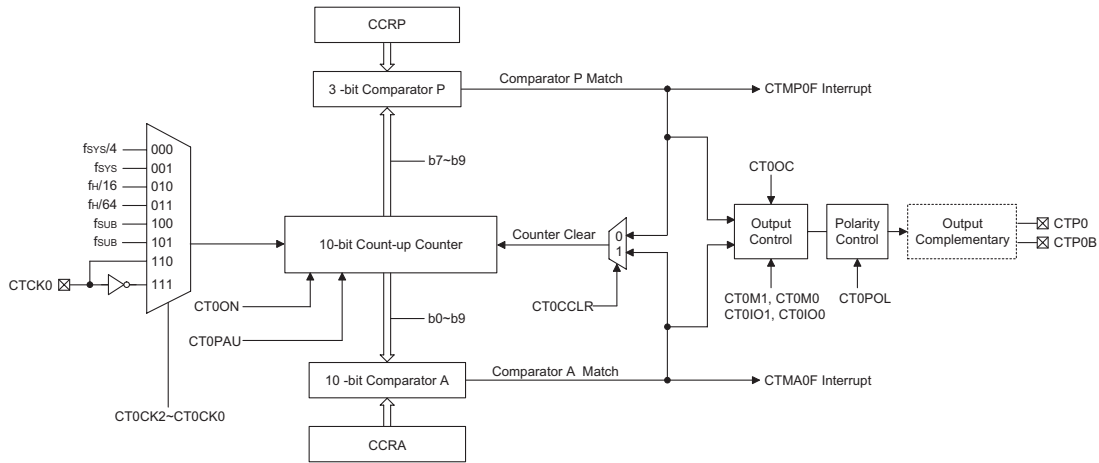 CCRP
3 -bit Comparator P
Comparator P Match
CTMP0F Interrupt
b7~b9
fSYS/4
000
fSYS
001
fH/16
010
fH/64
011
fSUB
100
fSUB
101
110
111
CTCK0
10-bit Count-up Counter
Counter Clear
0
1
CT0OC
Output
Control
Polarity
Control
Output
Complementary
CTP0
CTP0B
CT0ON
CT0PAU
b0~b9
CT0CCLR
CT0M1, CT0M0
CT0IO1, CT0IO0
CT0POL
10 -bit Comparator A
Comparator A Match
CTMA0F Interrupt
CT0CK2~CT0CK0
CCRA